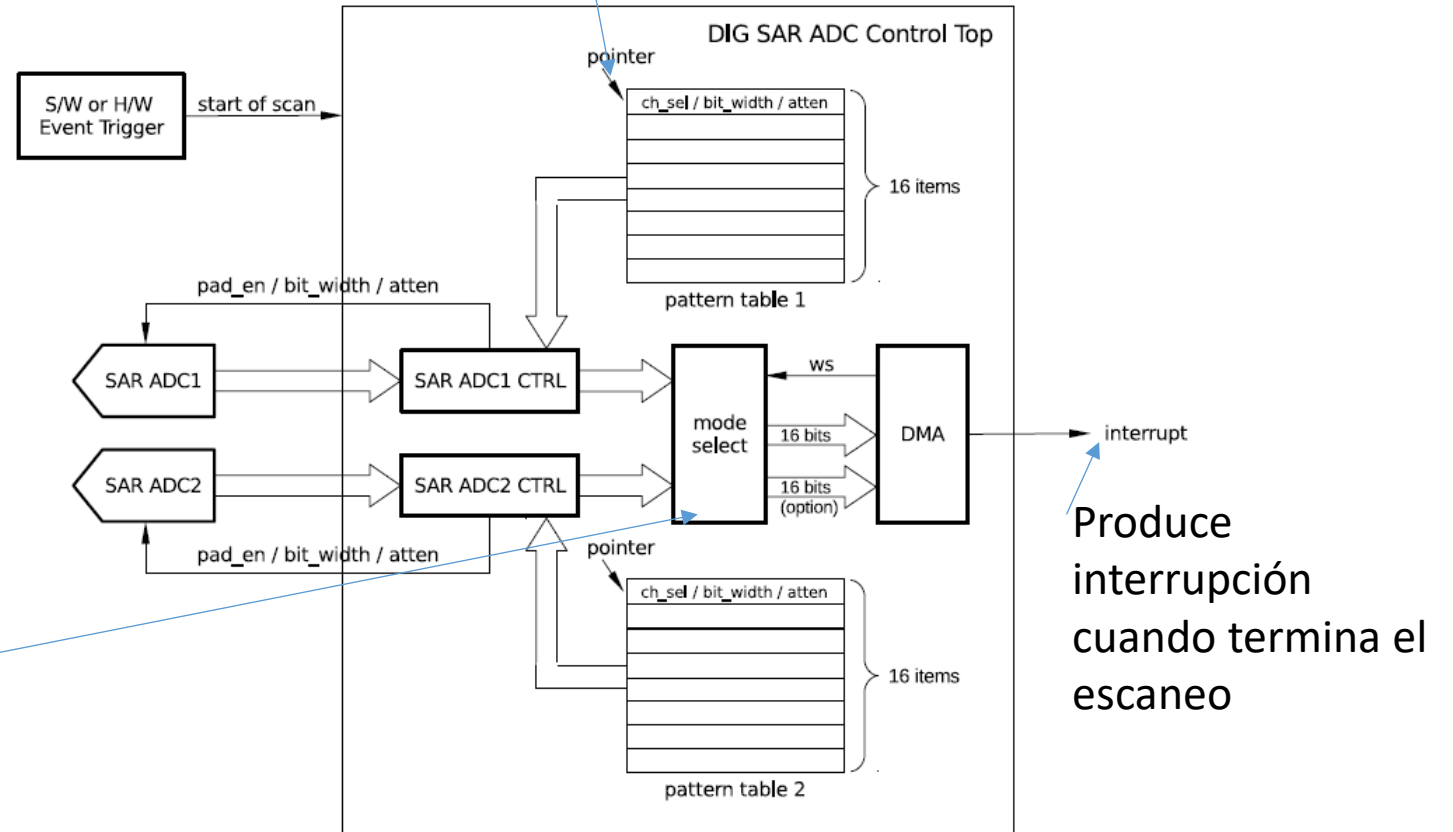 DIG SAR ADC Control Top
pointer
S/W or H/W
Event Trigger
start of scan
ch_sel / bit_width / atten
16 items
pattern table 1
pad_en / bit_width / atten
SAR ADC1
SAR ADC1 CTRL
mode
select
ws
16 bits
DMA
interrupt
SAR ADC2
SAR ADC2 CTRL
16 bits
(option)
pad_en / bit_width / atten
pointer
ch_sel / bit_width / atten
16 items
pattern table 2
Produce
interrupción
cuando termina el
escaneo